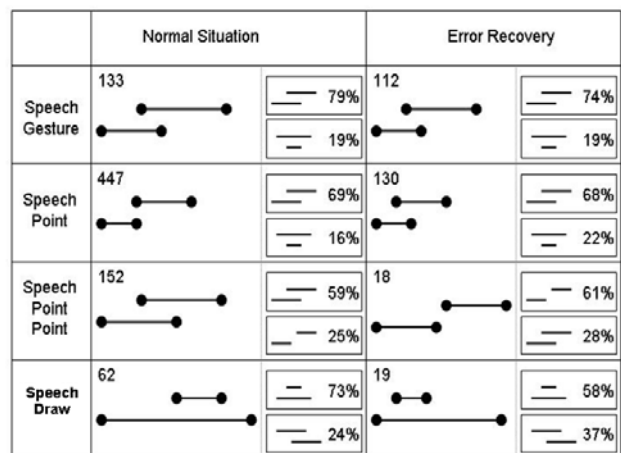 Normal Situation Error Recovery
Speech
Gesture
133
79%
19%
112
74%
19%
Speech
Point
447
69%
16%
130
68%
22%
Speech
Point
Point
152
59%
25%
18
61%
28%
Speech
Draw
62
73%
24%
19
58%
37%